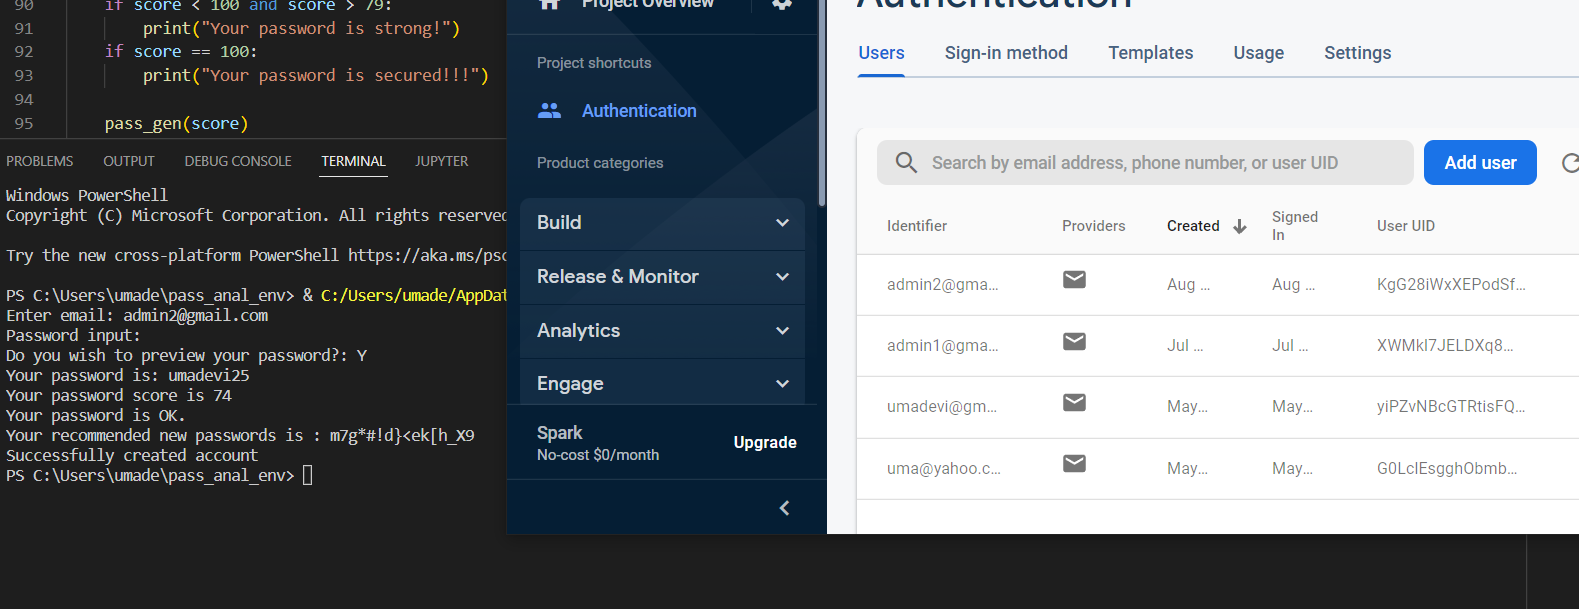 90 if score < 100 and score > 79:
91 print("Your password is strong!")
92 if score == 100:
93 print("Your password is secured!!!")
94
95 pass_gen(score)
PROBLEMS OUTPUT DEBUG CONSOLE TERMINAL JUPYTER
Windows PowerShell
Copyright (C) Microsoft Corporation. All rights reserved
Try the new cross-platform PowerShell https://aka.ms/psc
PS C:\Users\umade\pass_anal_env> & C:/Users/umade/AppDat
Enter email: admin2@gmail.com
Password input:
Do you wish to preview your password?: Y
Your password is: umadevi25
Your password score is 74
Your password is OK.
Your recommended new passwords is : m7g*#!d}<ek[h_X9
Successfully created account
PS C:\Users\umade\pass_anal_env>
Project Overview
Project shortcuts
Authentication
Product categories
Build
Release & Monitor
Analytics
Engage
Spark
No-cost $0/month
Upgrade
Authentication
Users Sign-in method Templates Usage Settings
Search by email address, phone number, or user UID
Add user
Identifier Providers Created Signed In User UID
admin2@gma... Aug ... Aug ... KgG28iWxXEPodSf...
admin1@gma... Jul ... Jul ... XWMkI7JELDXq8...
umadevi@gm... May... May... yiPZvNBcGTRtisFQ...
uma@yahoo.c... May... May... G0LclEsgghObmb...